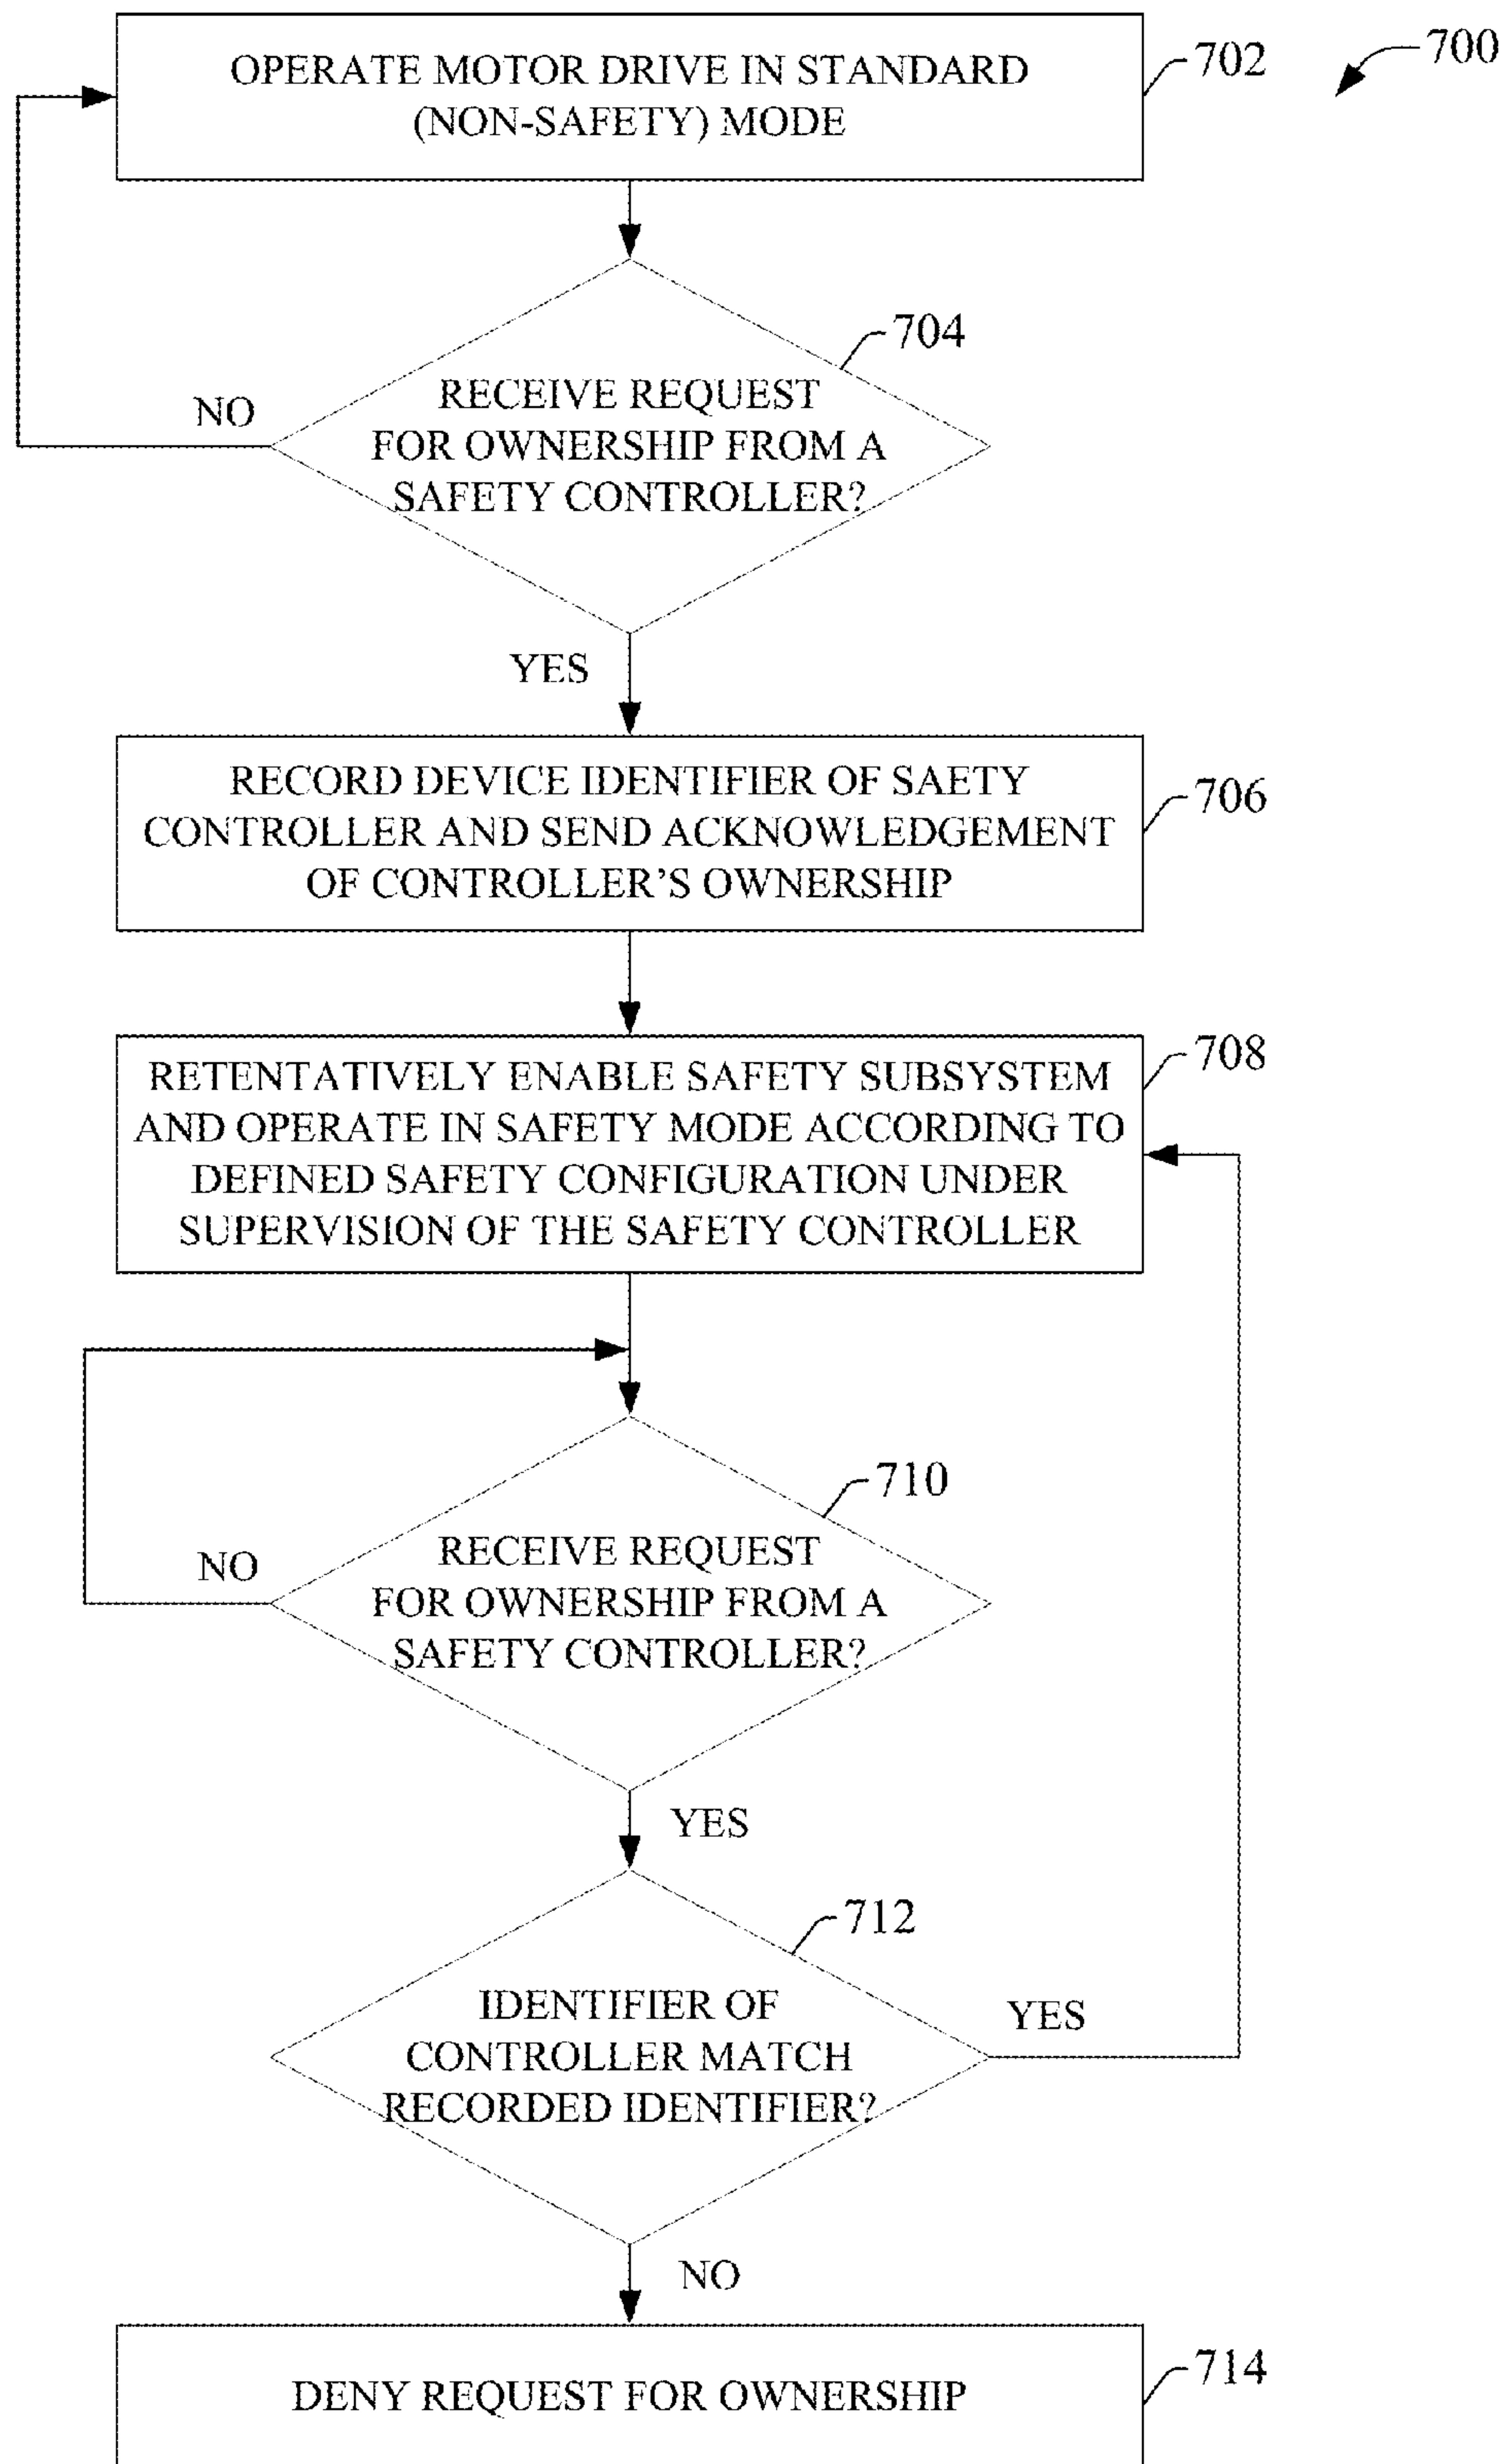 OPERATE MOTOR DRIVE IN STANDARD
(NON-SAFETY) MODE
702
700
704
RECEIVE REQUEST
FOR OWNERSHIP FROM A
SAFETY CONTROLLER?
NO
YES
RECORD DEVICE IDENTIFIER OF SAETY
CONTROLLER AND SEND ACKNOWLEDGEMENT
OF CONTROLLER'S OWNERSHIP
706
RETENTATIVELY ENABLE SAFETY SUBSYSTEM
AND OPERATE IN SAFETY MODE ACCORDING TO
DEFINED SAFETY CONFIGURATION UNDER
SUPERVISION OF THE SAFETY CONTROLLER
708
710
RECEIVE REQUEST
FOR OWNERSHIP FROM A
SAFETY CONTROLLER?
NO
YES
712
IDENTIFIER OF
CONTROLLER MATCH
RECORDED IDENTIFIER?
YES
NO
DENY REQUEST FOR OWNERSHIP
714